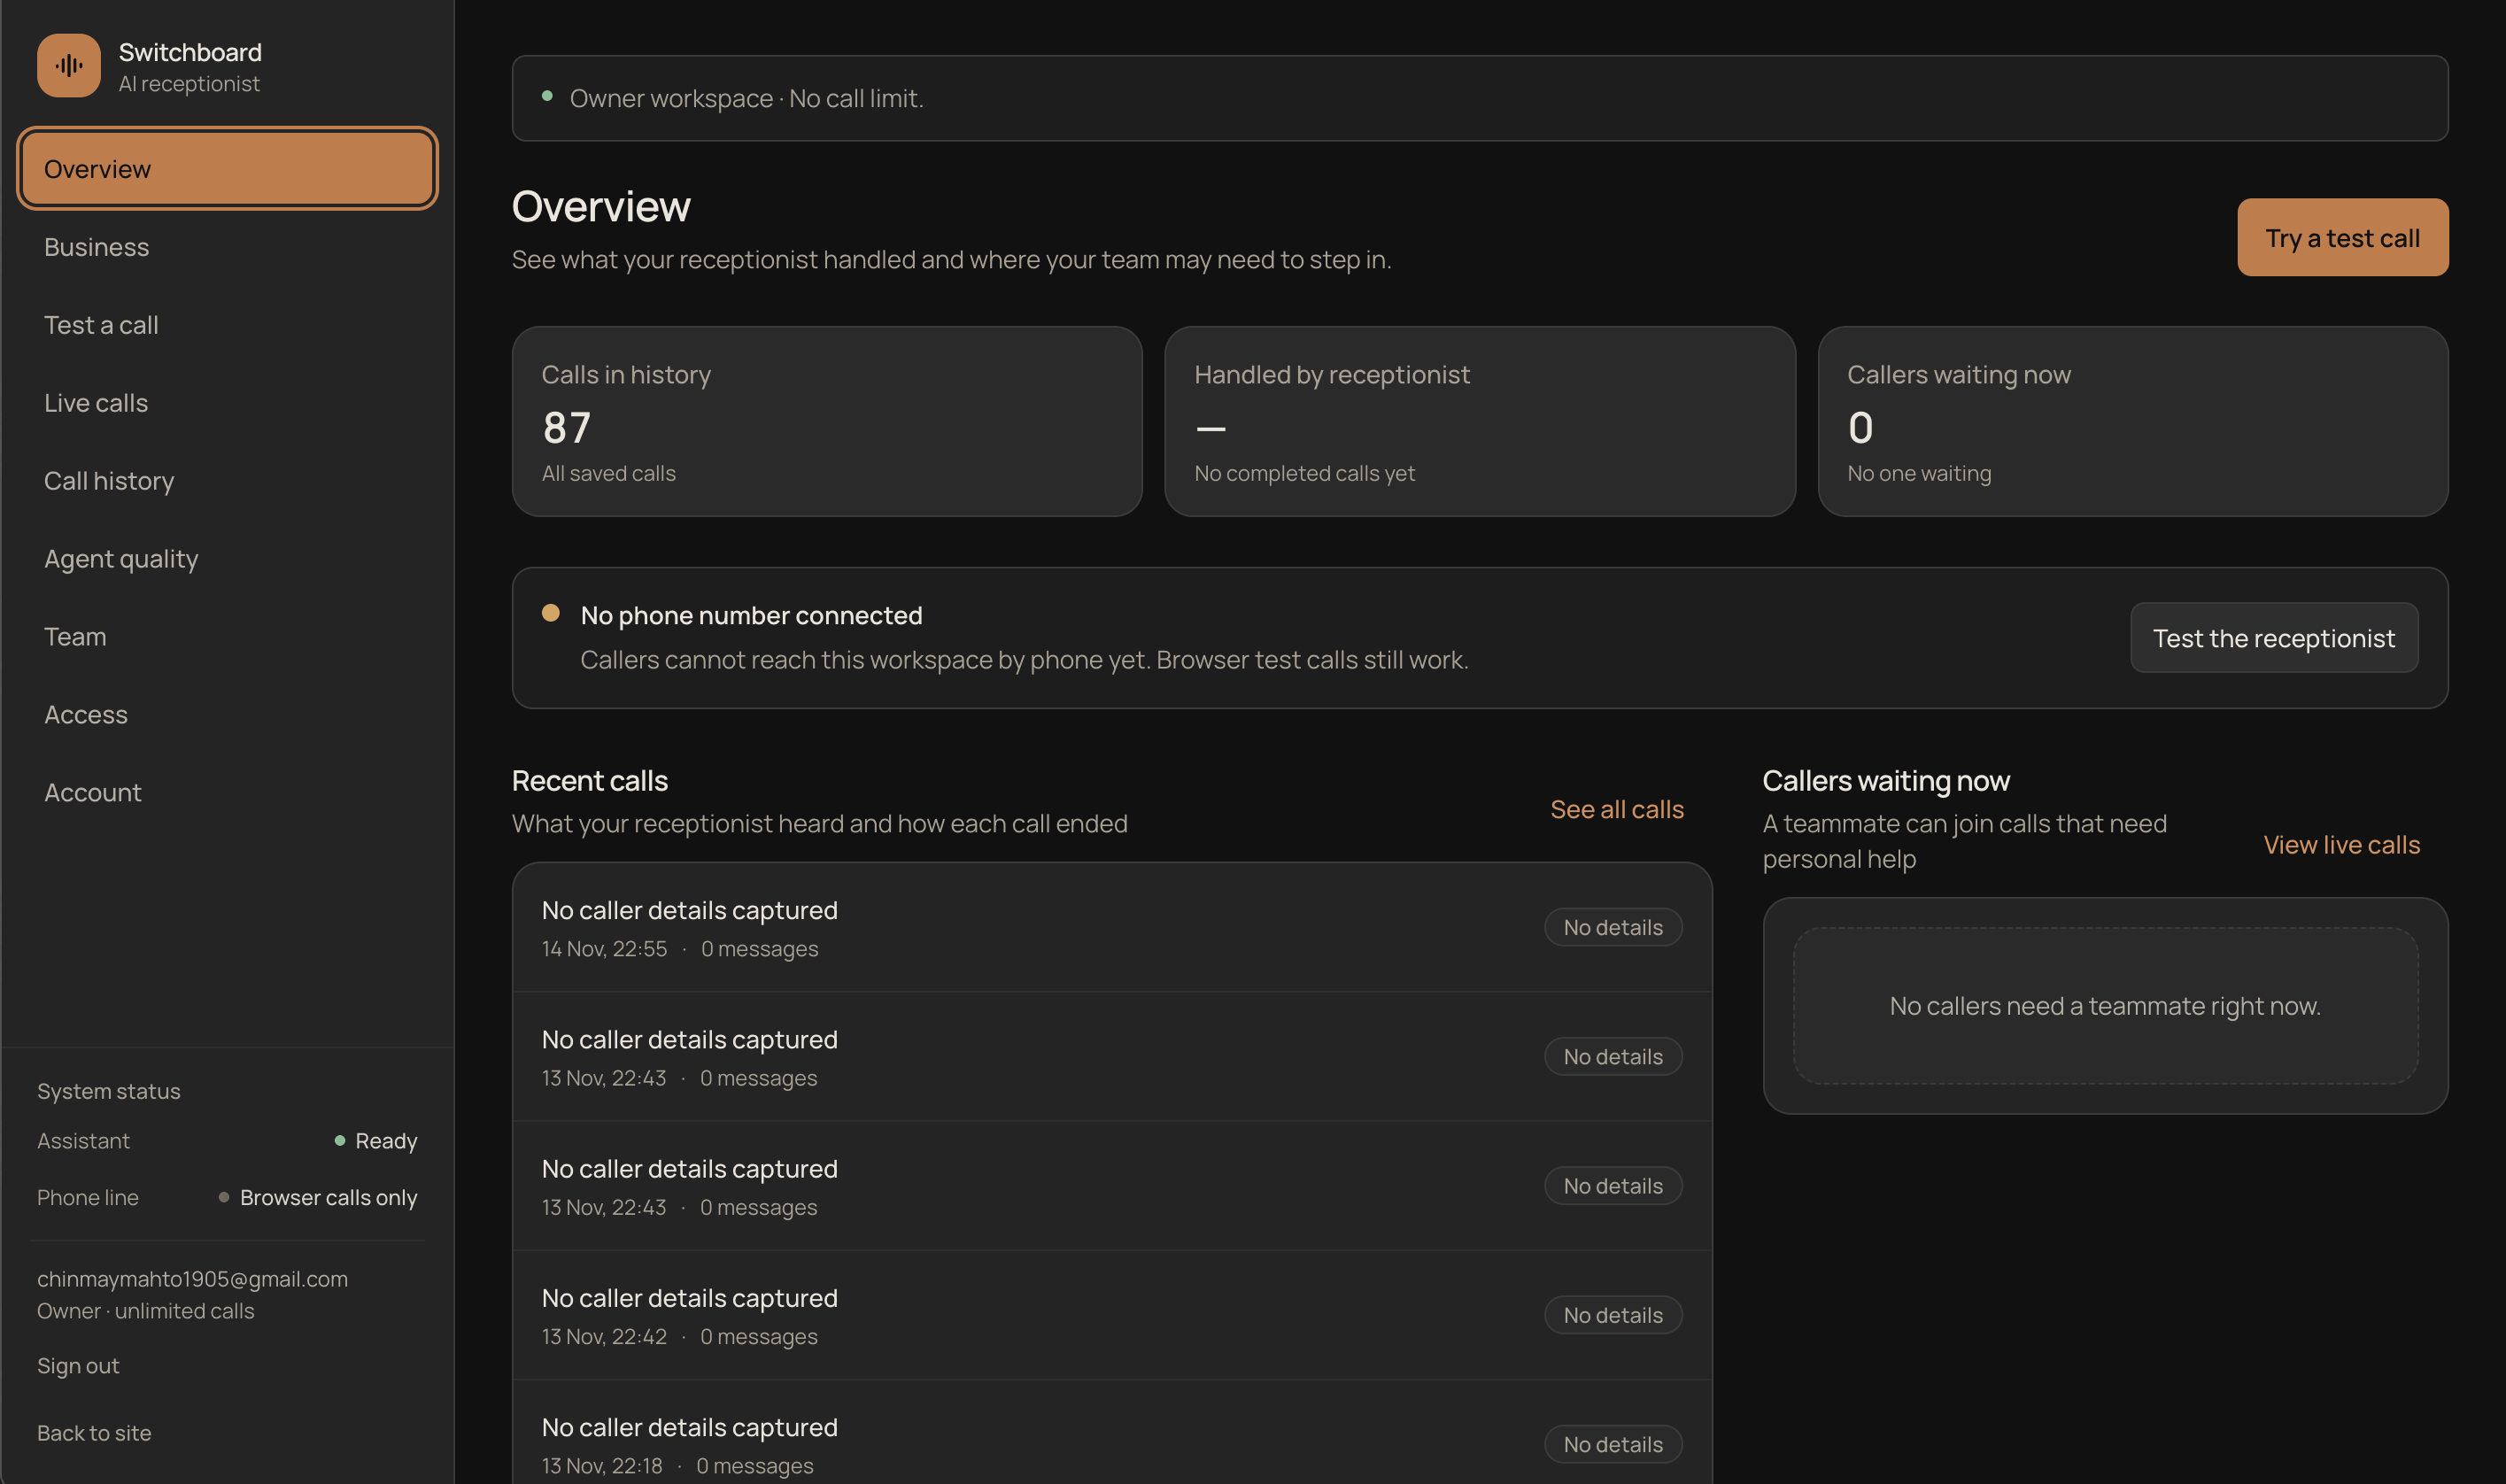 Switchboard
AI receptionist
Overview
Business
Test a call
Live calls
Call history
Agent quality
Team
Access
Account
System status
Assistant Ready
Phone line Browser calls only
chinmaymahto1905@gmail.com
Owner · unlimited calls
Sign out
Back to site
Owner workspace · No call limit.
Overview
See what your receptionist handled and where your team may need to step in.
Try a test call
Calls in history
87
All saved calls
Handled by receptionist
—
No completed calls yet
Callers waiting now
0
No one waiting
No phone number connected
Callers cannot reach this workspace by phone yet. Browser test calls still work.
Test the receptionist
Recent calls
What your receptionist heard and how each call ended
See all calls
No caller details captured
14 Nov, 22:55 · 0 messages
No details
No caller details captured
13 Nov, 22:43 · 0 messages
No details
No caller details captured
13 Nov, 22:43 · 0 messages
No details
No caller details captured
13 Nov, 22:42 · 0 messages
No details
No caller details captured
13 Nov, 22:18 · 0 messages
No details
Callers waiting now
A teammate can join calls that need
personal help
View live calls
No callers need a teammate right now.